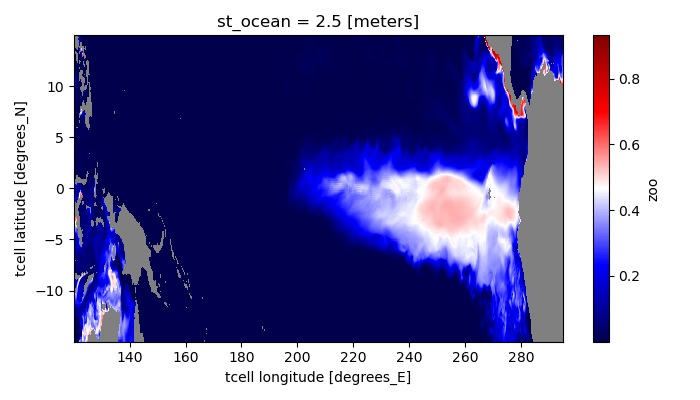 st_ocean = 2.5 [meters]
10
5
0
−5
−10
tcell latitude [degrees_N]
140 160 180 200 220 240 260 280
tcell longitude [degrees_E]
0.8
0.6
0.4
0.2
zoo